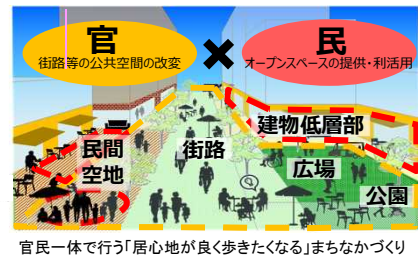 官
街路等の公共空間の改変
×
民
オープンスペースの提供・利活用
建物低層部
民間
空地
街路
広場
公園
官民一体で行う「居心地が良く歩きたくなる」まちなかづくり